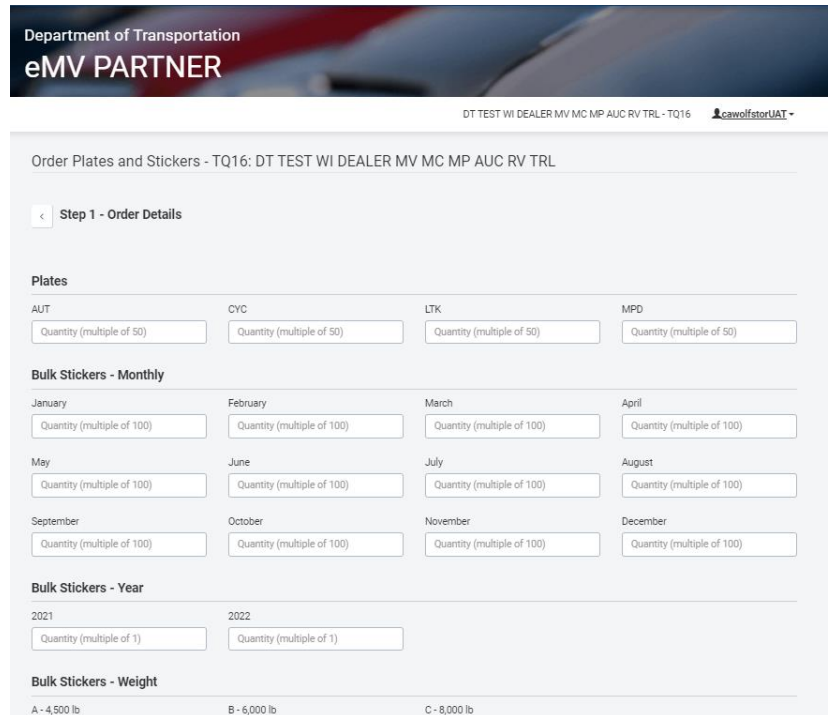 Department of Transportation
eMV PARTNER
DT TEST WI DEALER MV MC MP AUC RV TRL - TQ16 cawolfstorUAT
Order Plates and Stickers - TQ16: DT TEST WI DEALER MV MC MP AUC RV TRL
< Step 1 - Order Details
Plates
AUT CYC LTK MPD
Quantity (multiple of 50) Quantity (multiple of 50) Quantity (multiple of 50) Quantity (multiple of 50)
Bulk Stickers - Monthly
January February March April
Quantity (multiple of 100) Quantity (multiple of 100) Quantity (multiple of 100) Quantity (multiple of 100)
May June July August
Quantity (multiple of 100) Quantity (multiple of 100) Quantity (multiple of 100) Quantity (multiple of 100)
September October November December
Quantity (multiple of 100) Quantity (multiple of 100) Quantity (multiple of 100) Quantity (multiple of 100)
Bulk Stickers - Year
2021 2022
Quantity (multiple of 1) Quantity (multiple of 1)
Bulk Stickers - Weight
A - 4,500 lb B - 6,000 lb C - 8,000 lb